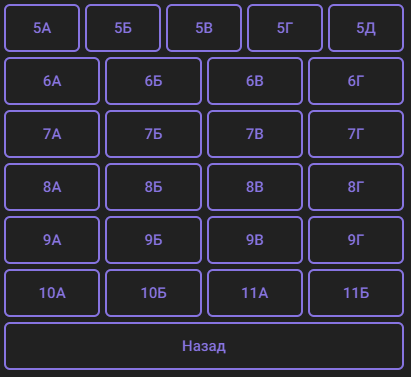 5А 5Б 5В 5Г 5Д
6А 6Б 6В 6Г
7А 7Б 7В 7Г
8А 8Б 8В 8Г
9А 9Б 9В 9Г
10А 10Б 11А 11Б
Назад